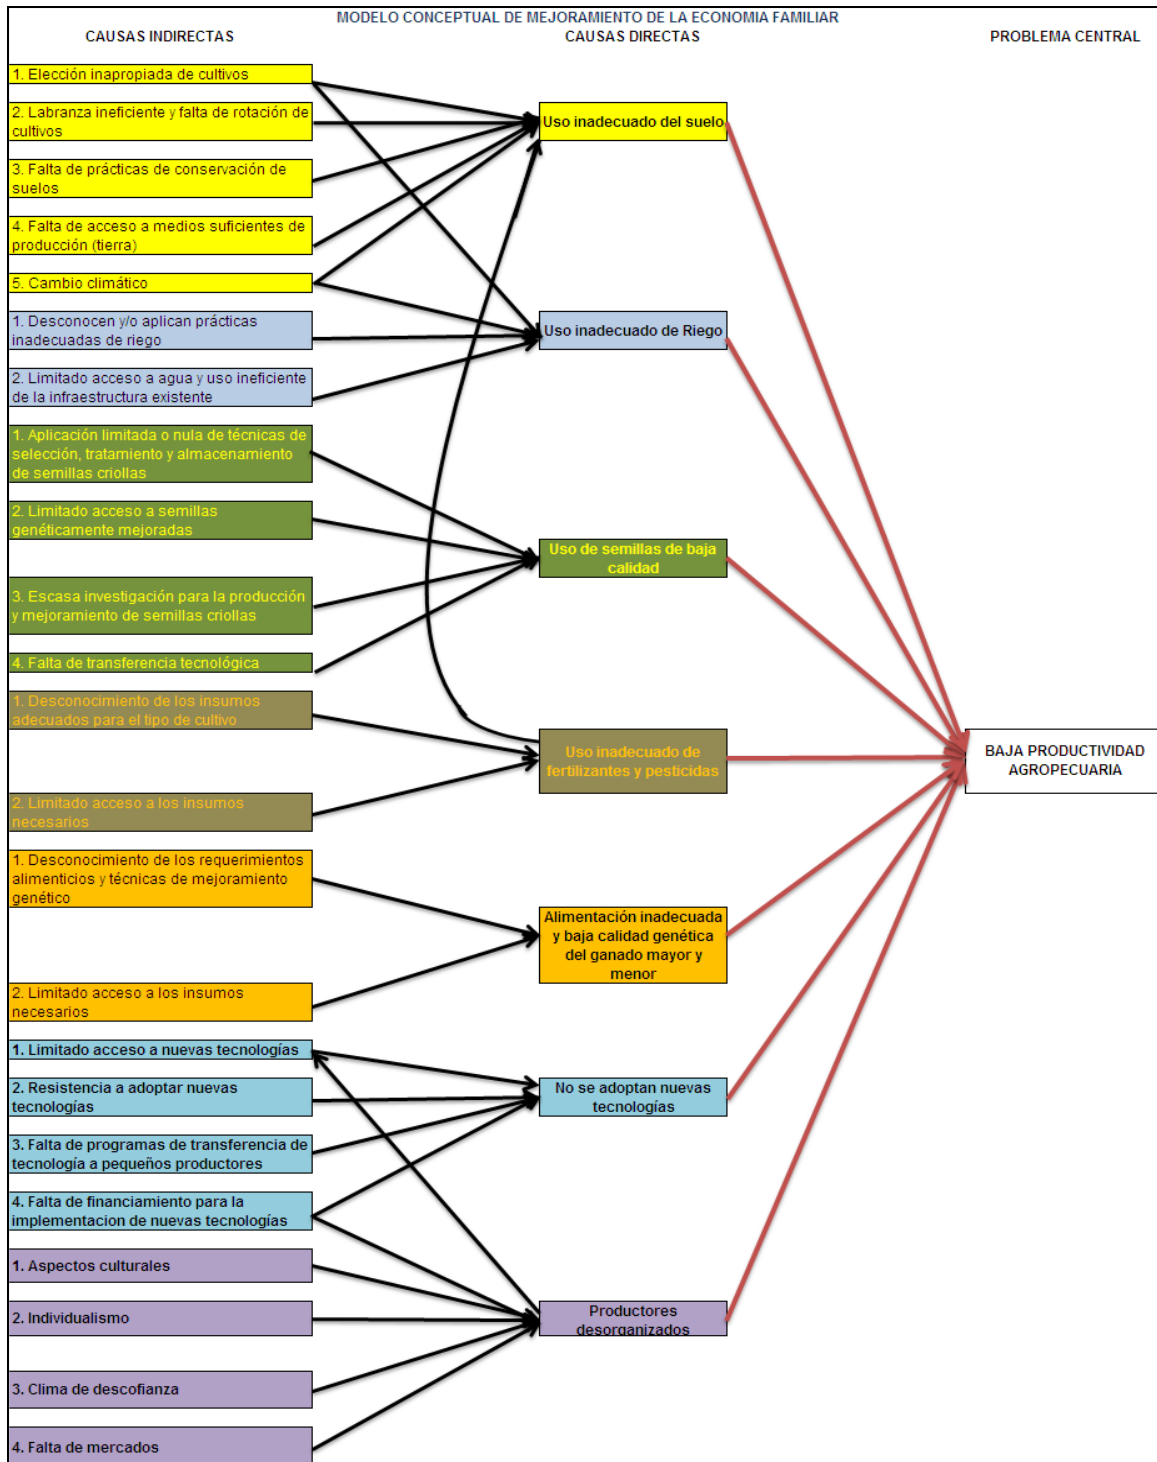 MODELO CONCEPTUAL DE MEJORAMIENTO DE LA ECONOMIA FAMILIAR
CAUSAS INDIRECTAS
CAUSAS DIRECTAS
PROBLEMA CENTRAL
1. Elección inapropiada de cultivos
2. Labranza ineficiente y falta de rotación de
cultivos
3. Falta de prácticas de conservación de
suelos
4. Falta de acceso a medios suficientes de
producción (tierra)
5. Cambio climático
1. Desconocen y/o aplican prácticas
inadecuadas de riego
2. Limitado acceso a agua y uso ineficiente
de la infraestructura existente
1. Aplicación limitada o nula de técnicas de
selección, tratamiento y almacenamiento
de semillas criollas
2. Limitado acceso a semillas
genéticamente mejoradas
3. Escasa investigación para la producción
y mejoramiento de semillas criollas
4. Falta de transferencia tecnológica
1. Desconocimiento de los insumos
adecuados para el tipo de cultivo
2. Limitado acceso a los insumos
necesarios
1. Desconocimiento de los requerimientos
alimenticios y técnicas de mejoramiento
genético
2. Limitado acceso a los insumos
necesarios
1. Limitado acceso a nuevas tecnologías
2. Resistencia a adoptar nuevas
tecnologías
3. Falta de programas de transferencia de
tecnología a pequeños productores
4. Falta de financiamiento para la
implementacion de nuevas tecnologías
1. Aspectos culturales
2. Individualismo
3. Clima de descofianza
4. Falta de mercados
Uso inadecuado del suelo
Uso inadecuado de Riego
Uso de semillas de baja
calidad
Uso inadecuado de
fertilizantes y pesticidas
Alimentación inadecuada
y baja calidad genética
del ganado mayor y
menor
No se adoptan nuevas
tecnologías
Productores
desorganizados
BAJA PRODUCTIVIDAD
AGROPECUARIA